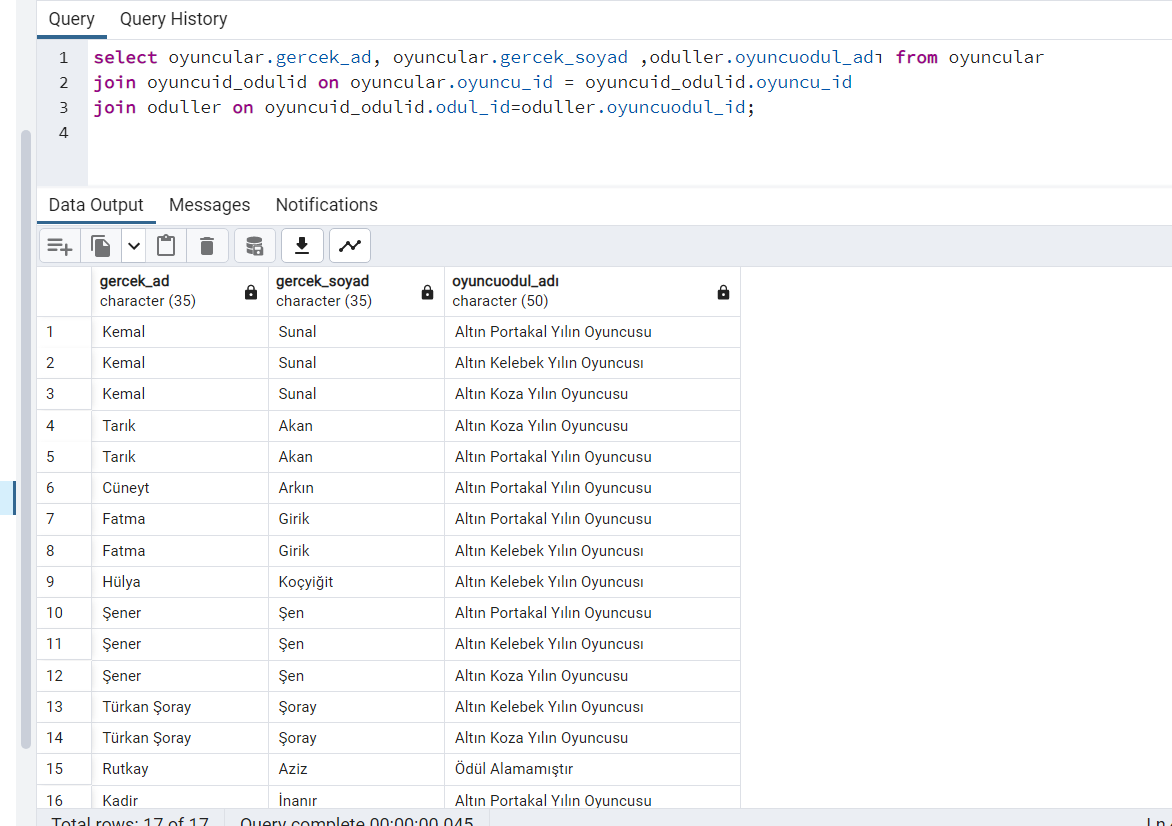 Query Query History
1 select oyuncular.gercek_ad, oyuncular.gercek_soyad ,oduller.oyuncuodul_adı from oyuncular
2 join oyuncuid_odulid on oyuncular.oyuncu_id = oyuncuid_odulid.oyuncu_id
3 join oduller on oyuncuid_odulid.odul_id=oduller.oyuncuodul_id;
4
Data Output Messages Notifications
gercek_ad gercek_soyad oyuncuodul_adı
character (35) character (35) character (50)
1 Kemal Sunal Altın Portakal Yılın Oyuncusu
2 Kemal Sunal Altın Kelebek Yılın Oyuncusı
3 Kemal Sunal Altın Koza Yılın Oyuncusu
4 Tarık Akan Altın Koza Yılın Oyuncusu
5 Tarık Akan Altın Portakal Yılın Oyuncusu
6 Cüneyt Arkın Altın Portakal Yılın Oyuncusu
7 Fatma Girik Altın Portakal Yılın Oyuncusu
8 Fatma Girik Altın Kelebek Yılın Oyuncusı
9 Hülya Koçyiğit Altın Kelebek Yılın Oyuncusı
10 Şener Şen Altın Portakal Yılın Oyuncusu
11 Şener Şen Altın Kelebek Yılın Oyuncusı
12 Şener Şen Altın Koza Yılın Oyuncusu
13 Türkan Şoray Şoray Altın Kelebek Yılın Oyuncusı
14 Türkan Şoray Şoray Altın Koza Yılın Oyuncusu
15 Rutkay Aziz Ödül Alamamıştır
16 Kadir İnanır Altın Portakal Yılın Oyuncusu
Total rows: 17 of 17 Query complete 00:00:00.045 Ln